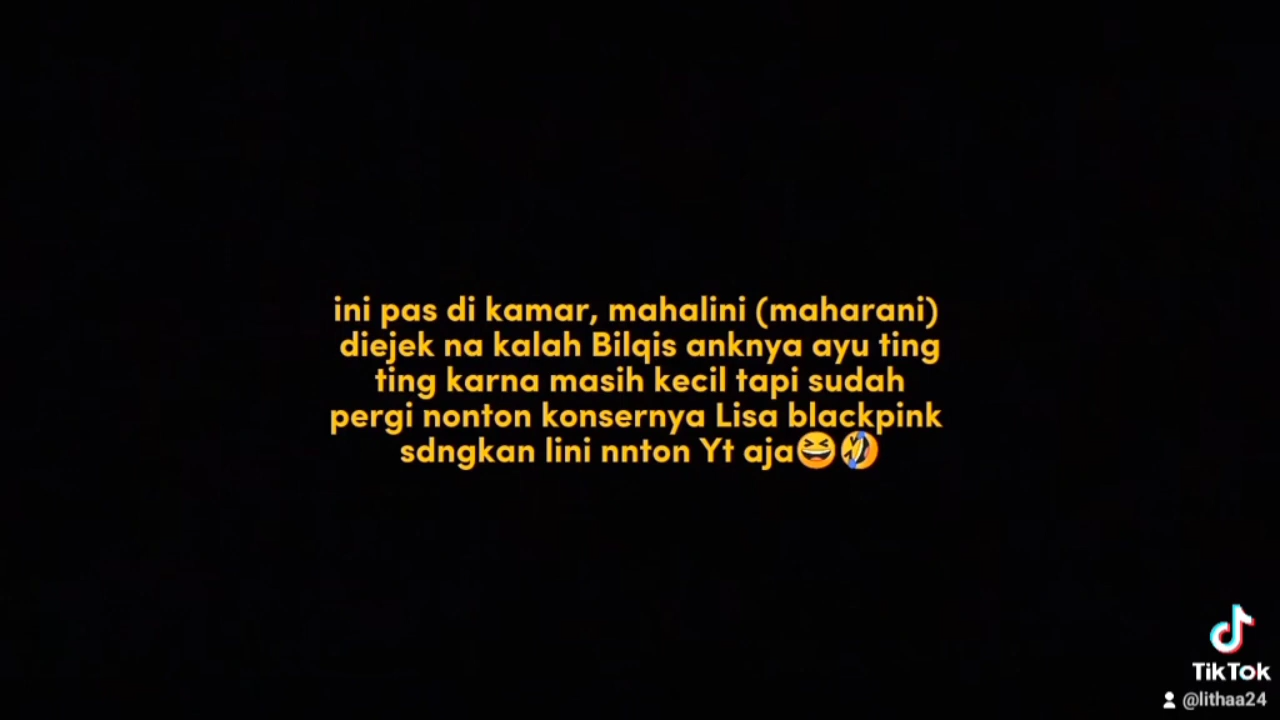 ini pas di kamar, mahalini (maharani)
diejek na kalah Bilqis anknya ayu ting
ting karna masih kecil tapi sudah
pergi nonton konsernya Lisa blackpink
sdngkan lini nnton Yt aja😆🤣
TikTok
@lithaa24